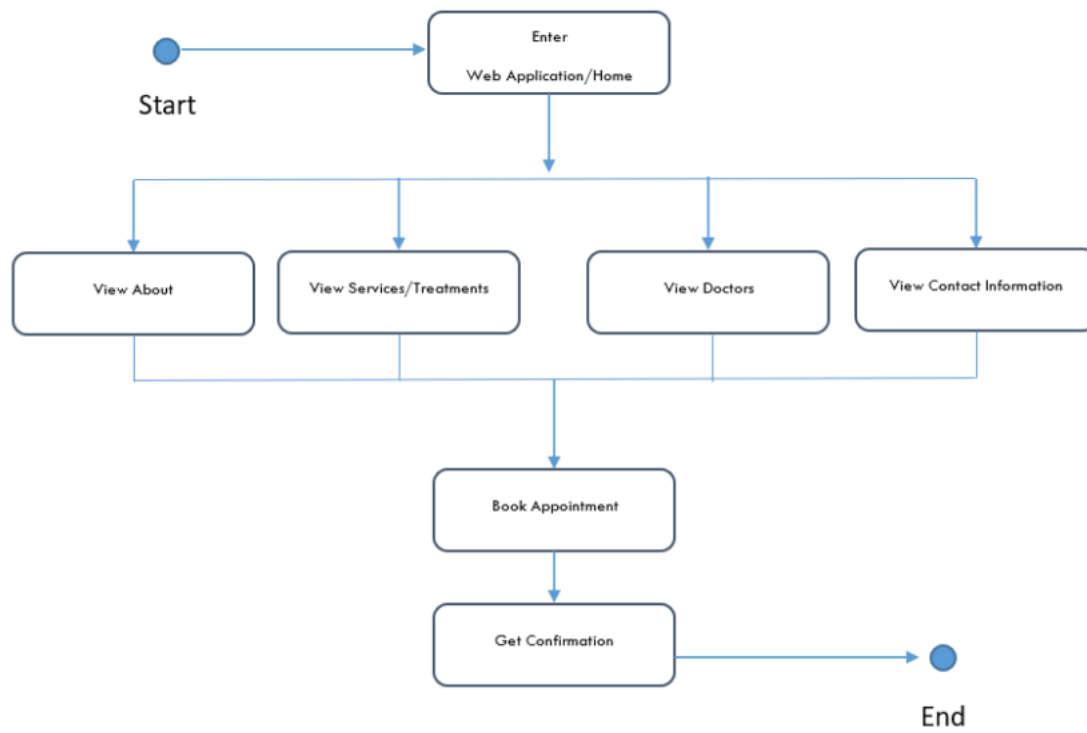 Enter
Web Application/Home
Start
View About
View Services/Treatments
View Doctors
View Contact Information
Book Appointment
Get Confirmation
End